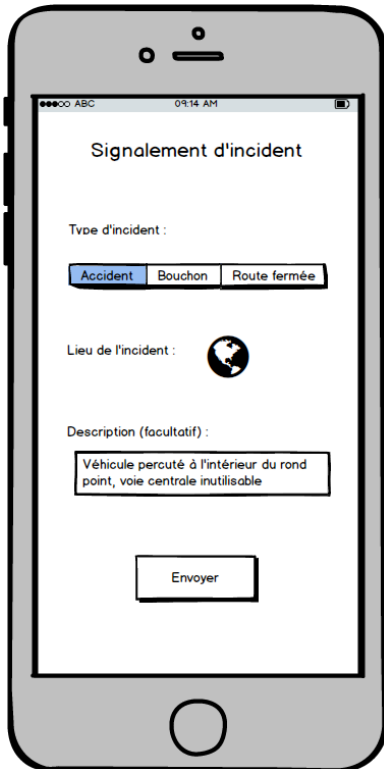 ABC 09:14 AM
Signalement d'incident
Type d'incident :
Accident Bouchon Route fermée
Lieu de l'incident :
Description (facultatif) :
Véhicule percuté à l'intérieur du rond
point, voie centrale inutilisable
Envoyer